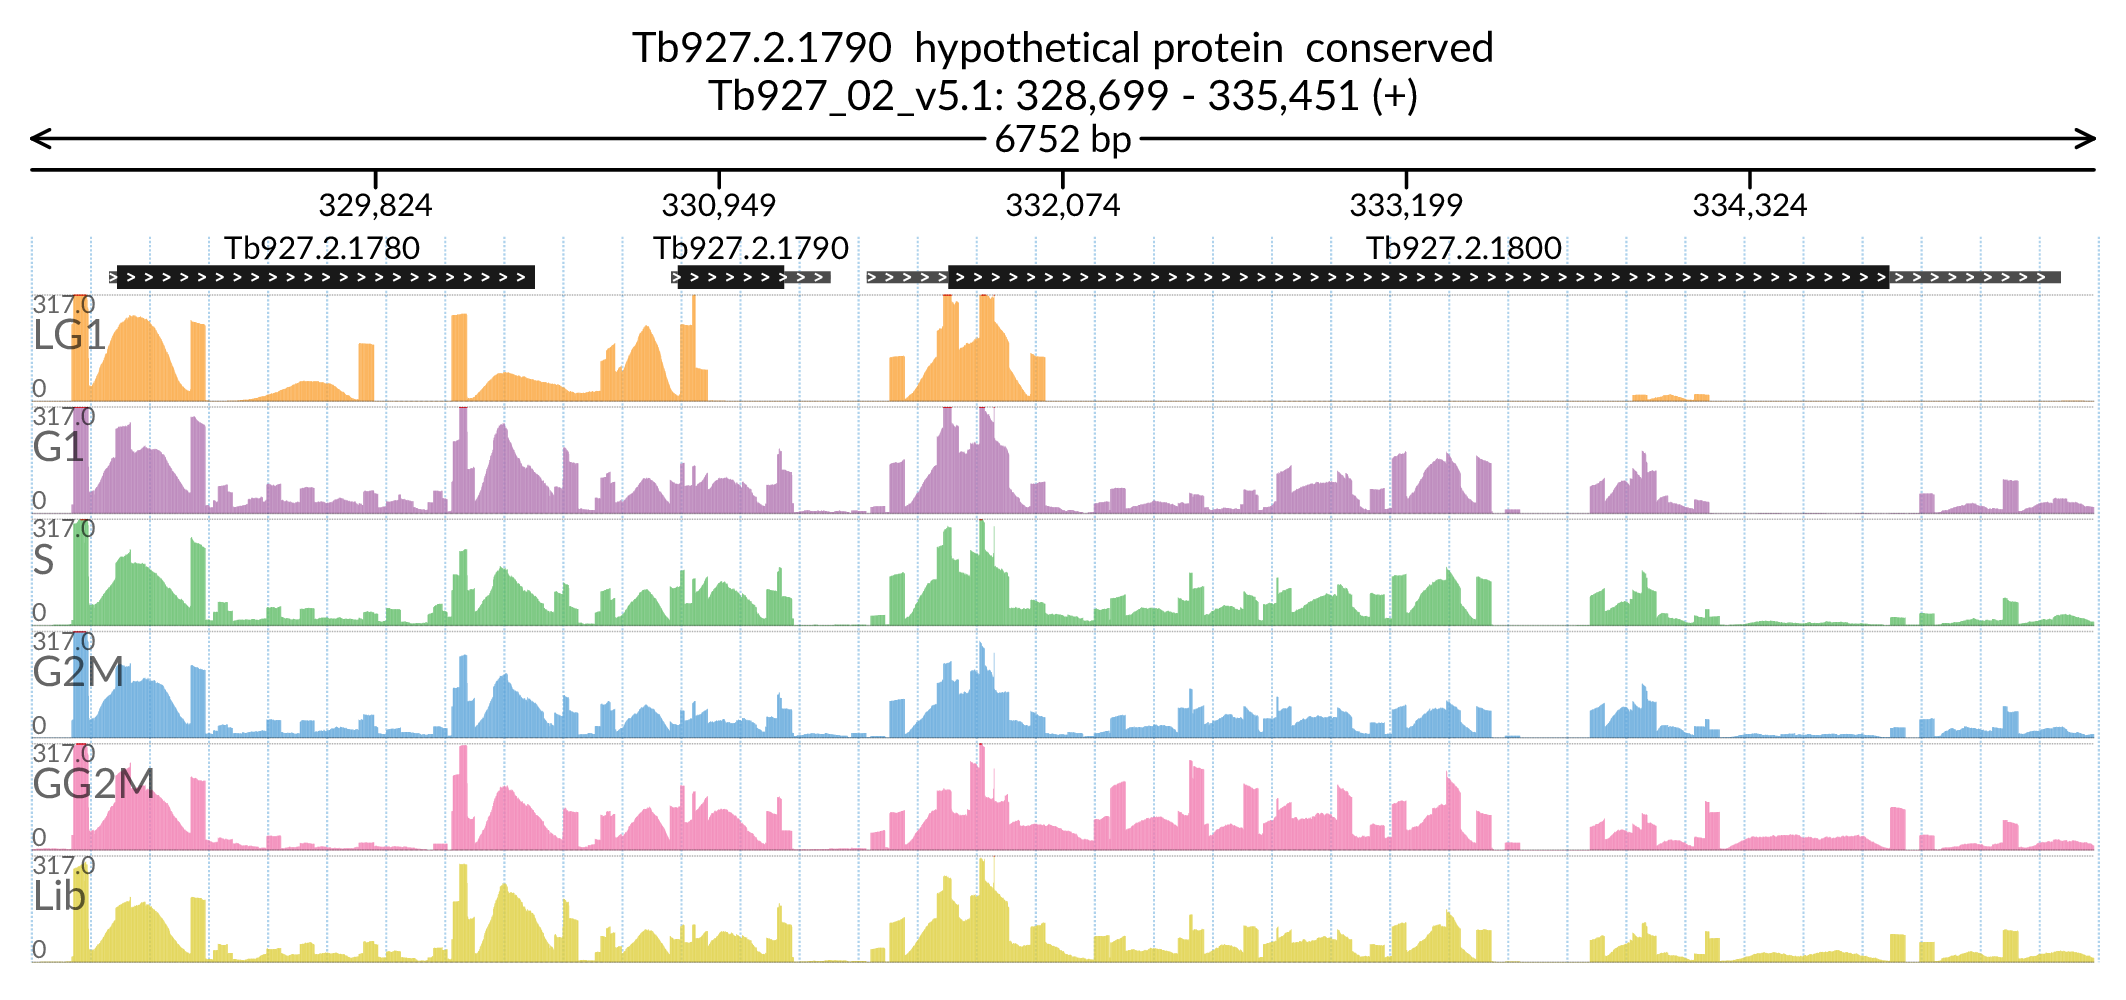 Tb927.2.1790  hypothetical protein  conserved
Tb927_02_v5.1: 328,699 - 335,451 (+)
6752 bp
329,824 330,949 332,074 333,199 334,324
Tb927.2.1780 Tb927.2.1790 Tb927.2.1800
317.0
LG1
0
317.0
G1
0
317.0
S
0
317.0
G2M
0
317.0
GG2M
0
317.0
Lib
0